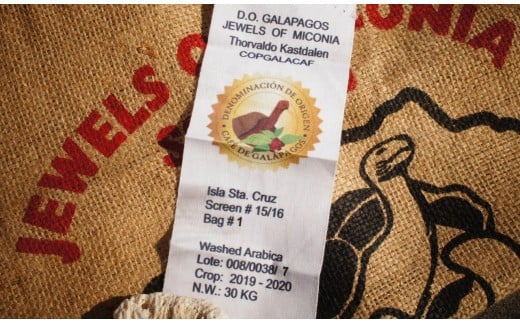 D.O. GALAPAGOS
JEWELS OF MICONIA
Thorvaldo Kastdalen
COPGALACAF
DENOMINACIÓN DE ORIGEN
CAFÉ DE GALÁPAGOS
Isla Sta. Cruz
Screen # 15/16
Bag # 1
Washed Arabica
Lote: 008/0038/ 7
Crop: 2019 - 2020
N.W.: 30 KG
JEWELS O MICONIA